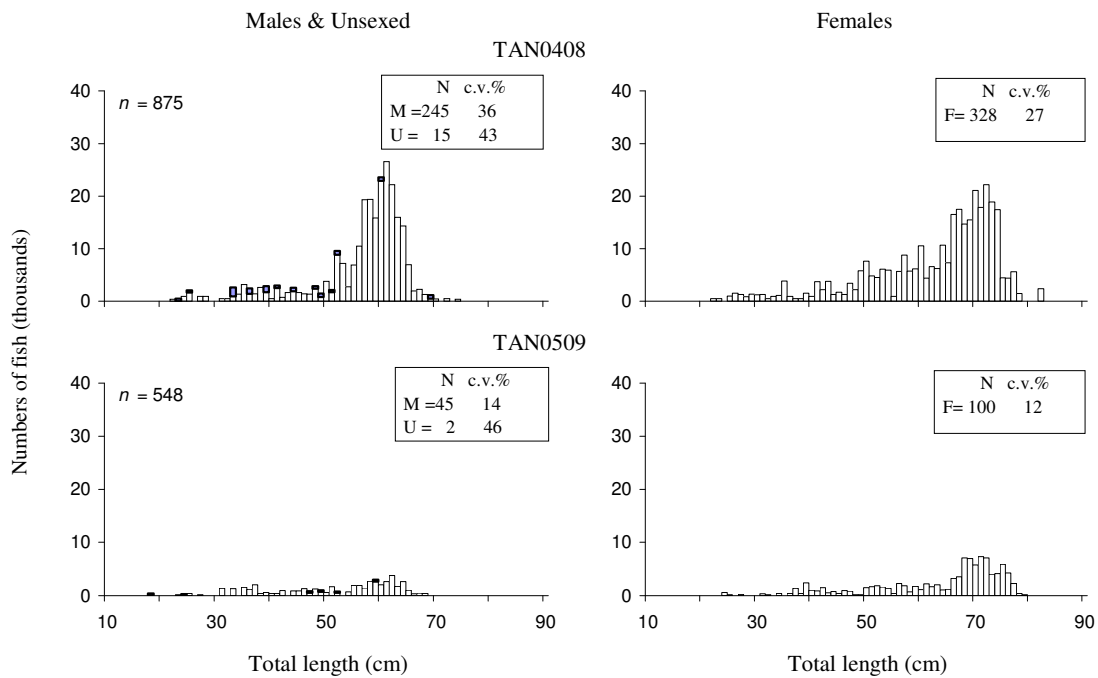 Males & Unsexed
Females
TAN0408
Numbers of fish (thousands)
40
30
20
10
0
n = 875
N c.v.%
M =245 36
U = 15 43
40
30
20
10
0
N c.v.%
F= 328 27
TAN0509
40
30
20
10
0
n = 548
N c.v.%
M =45 14
U = 2 46
10 30 50 70 90
Total length (cm)
40
30
20
10
0
N c.v.%
F= 100 12
10 30 50 70 90
Total length (cm)